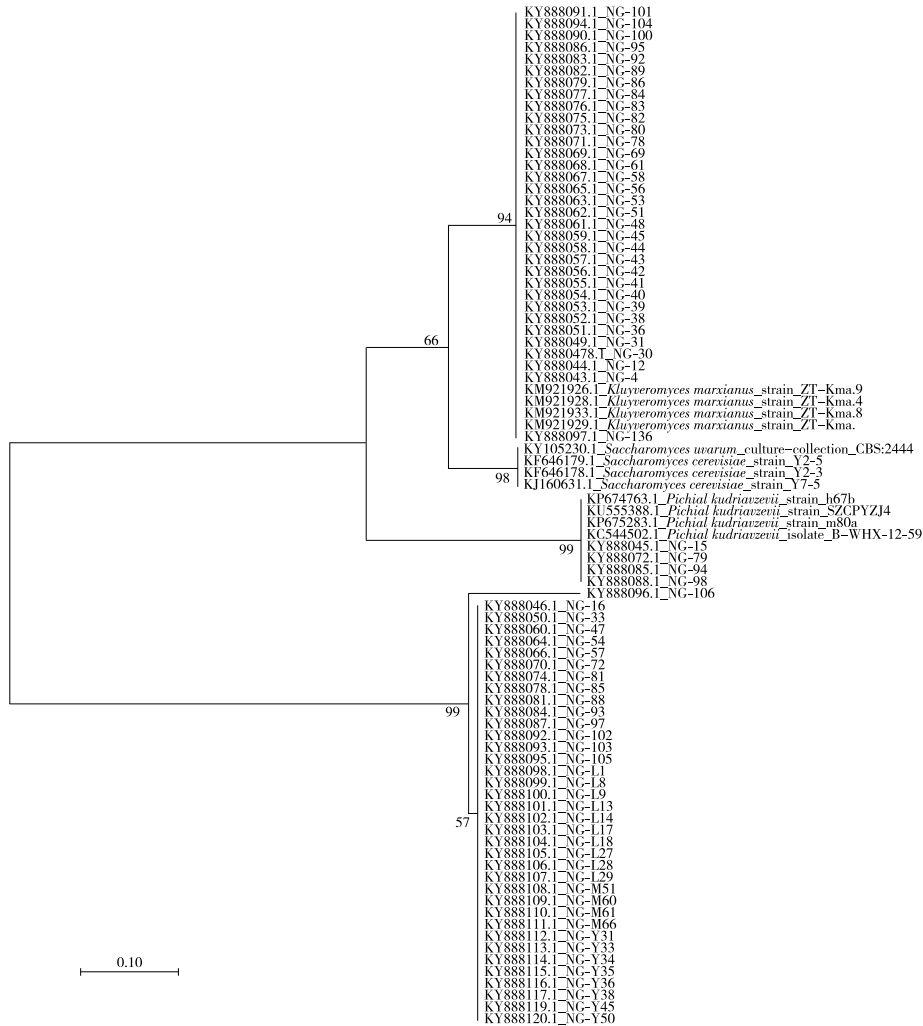 KY888091.1_NG-101
KY888094.1_NG-104
KY888090.1_NG-100
KY888086.1_NG-95
KY888083.1_NG-92
KY888082.1_NG-89
KY888079.1_NG-86
KY888077.1_NG-84
KY888076.1_NG-83
KY888075.1_NG-82
KY888073.1_NG-80
KY888071.1_NG-78
KY888069.1_NG-69
KY888068.1_NG-61
KY888067.1_NG-58
KY888065.1_NG-56
KY888063.1_NG-53
KY888062.1_NG-51
94
KY888061.1_NG-48
KY888059.1_NG-45
KY888058.1_NG-44
KY888057.1_NG-43
KY888056.1_NG-42
KY888055.1_NG-41
KY888054.1_NG-40
KY888053.1_NG-39
KY888052.1_NG-38
KY888051.1_NG-36
66
KY888049.1_NG-31
KY8880478.1_NG-30
KY888044.1_NG-12
KY888043.1_NG-4
KM921926.1_Kluyveromyces marxianus_strain_ZT-Kma.9
KM921928.1_Kluyveromyces marxianus_strain_ZT-Kma.4
KM921933.1_Kluyveromyces marxianus_strain_ZT-Kma.8
KM921929.1_Kluyveromyces marxianus_strain_ZT-Kma.
KY888097.1_NG-136
KY105230.1_Saccharomyces uvarum_culture-collection_CBS:2444
KF646179.1_Saccharomyces cerevisiae_strain_Y2-5
98
KF646178.1_Saccharomyces cerevisiae_strain_Y2-3
KJ160631.1_Saccharomyces cerevisiae_strain_Y7-5
KP674763.1_Pichial kudriavzevii_strain_h67b
KU555388.1_Pichial kudriavzevii_strain_SZCPYZJ4
KP675283.1_Pichial kudriavzevii_strain_m80a
KC544502.1_Pichial kudriavzevii_isolate_B-WHX-12-59
99
KY888045.1_NG-15
KY888072.1_NG-79
KY888085.1_NG-94
KY888088.1_NG-98
KY888096.1_NG-106
KY888046.1_NG-16
KY888050.1_NG-33
KY888060.1_NG-47
KY888064.1_NG-54
KY888066.1_NG-57
KY888070.1_NG-72
KY888074.1_NG-81
KY888078.1_NG-85
KY888081.1_NG-88
99
KY888084.1_NG-93
KY888087.1_NG-97
KY888092.1_NG-102
KY888093.1_NG-103
KY888095.1_NG-105
KY888098.1_NG-L1
KY888099.1_NG-L8
KY888100.1_NG-L9
KY888101.1_NG-L13
KY888102.1_NG-L14
57
KY888103.1_NG-L17
KY888104.1_NG-L18
KY888105.1_NG-L27
KY888106.1_NG-L28
KY888107.1_NG-L29
KY888108.1_NG-M51
KY888109.1_NG-M60
KY888110.1_NG-M61
KY888111.1_NG-M66
KY888112.1_NG-Y31
KY888113.1_NG-Y33
KY888114.1_NG-Y34
0.10
KY888115.1_NG-Y35
KY888116.1_NG-Y36
KY888117.1_NG-Y38
KY888119.1_NG-Y45
KY888120.1_NG-Y50